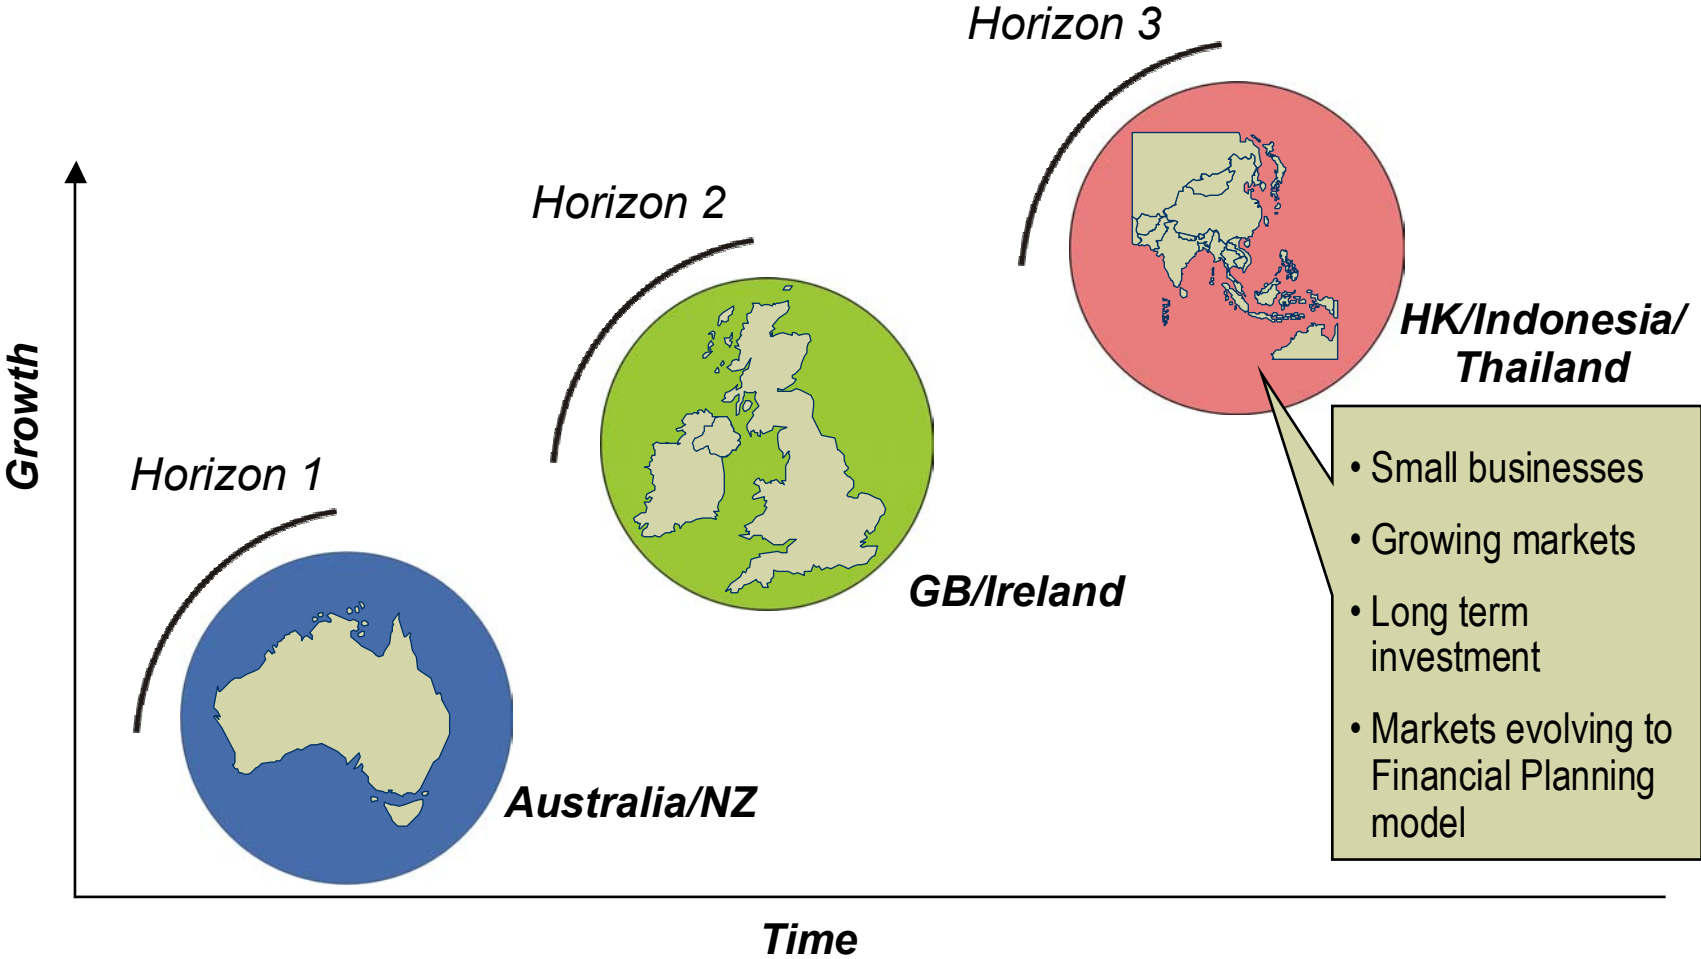 Horizon 3
Horizon 2
HK/Indonesia/
Thailand
Growth
Horizon 1
• Small businesses
• Growing markets
• Long term
investment
• Markets evolving to
Financial Planning
model
GB/Ireland
Australia/NZ
Time